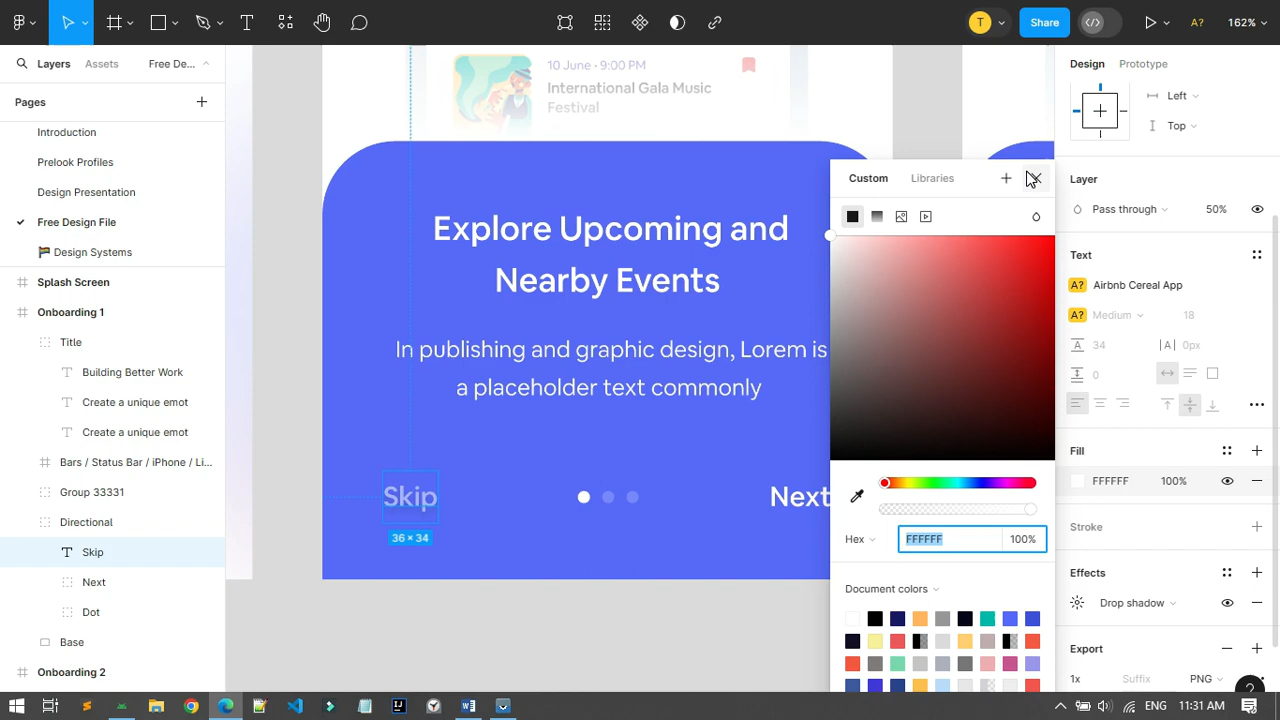 T
Share
A?
162%
Layers
Assets
Free De...
Pages
Introduction
Prelook Profiles
Design Presentation
Free Design File
Design Systems
Splash Screen
Onboarding 1
Title
Building Better Work
Create a unique emot
Create a unique emot
Bars / Status Bar / iPhone / Li...
Group 33331
Directional
Skip
Next
Dot
Base
Onboarding 2
10 June • 9:00 PM
International Gala Music
Festival
Explore Upcoming and
Nearby Events
In publishing and graphic design, Lorem is
a placeholder text commonly
Skip
Next
36 × 34
Custom
Libraries
Hex
FFFFFF
100%
Document colors
Design
Prototype
Left
Top
Layer
Pass through
50%
Text
A?
Airbnb Cereal App
A?
Medium
18
34
0px
0
Fill
FFFFFF
100%
Stroke
Effects
Drop shadow
Export
1x
Suffix
PNG
?
ENG
11:31 AM